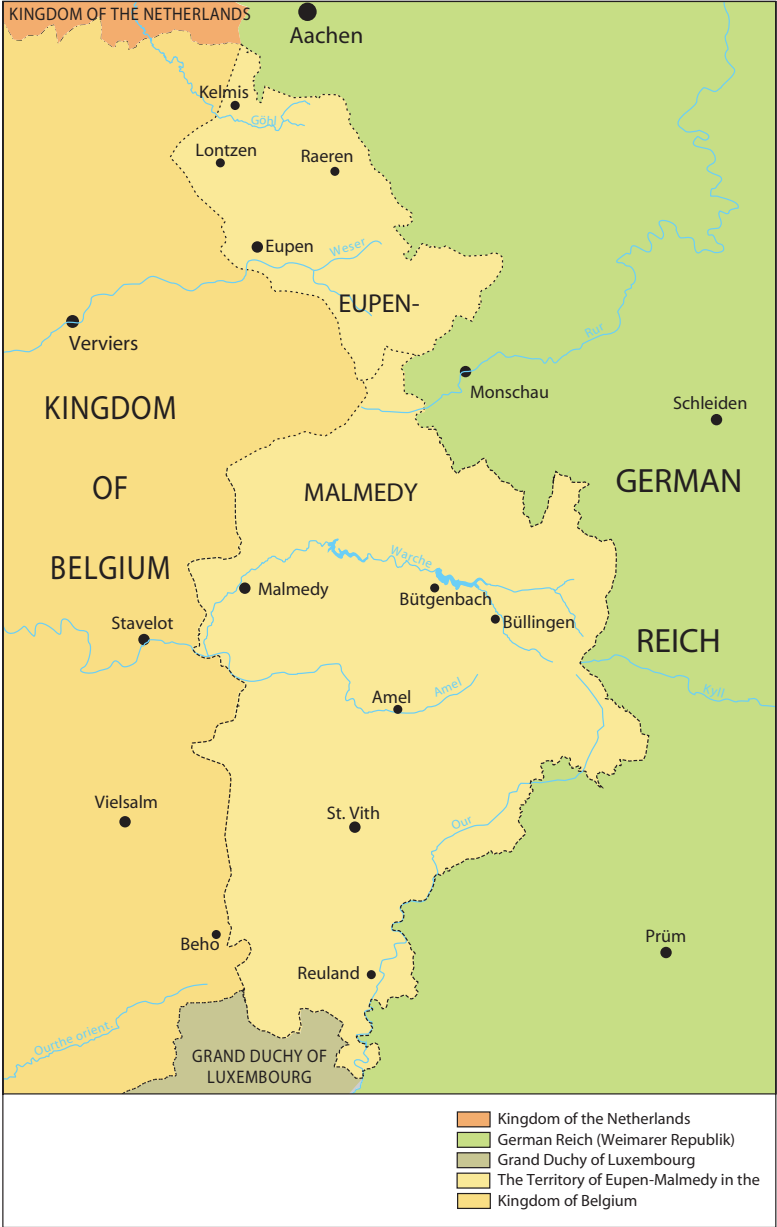 KINGDOM OF THE NETHERLANDS
Aachen
Kelmis
Göhl
Lontzen
Raeren
Eupen
Weser
EUPEN-
Verviers
Rur
Monschau
KINGDOM
Schleiden
GERMAN
MALMEDY
OF
Warche
BELGIUM
Malmedy
Bütgenbach
Stavelot
Büllingen
REICH
Amel
Amel
Kyll
Vielsalm
St. Vith
Our
Beho
Prüm
Reuland
Ourthe orient.
GRAND DUCHY OF
LUXEMBOURG
Kingdom of the Netherlands
German Reich (Weimarer Republik)
Grand Duchy of Luxembourg
The Territory of Eupen-Malmedy in the
Kingdom of Belgium